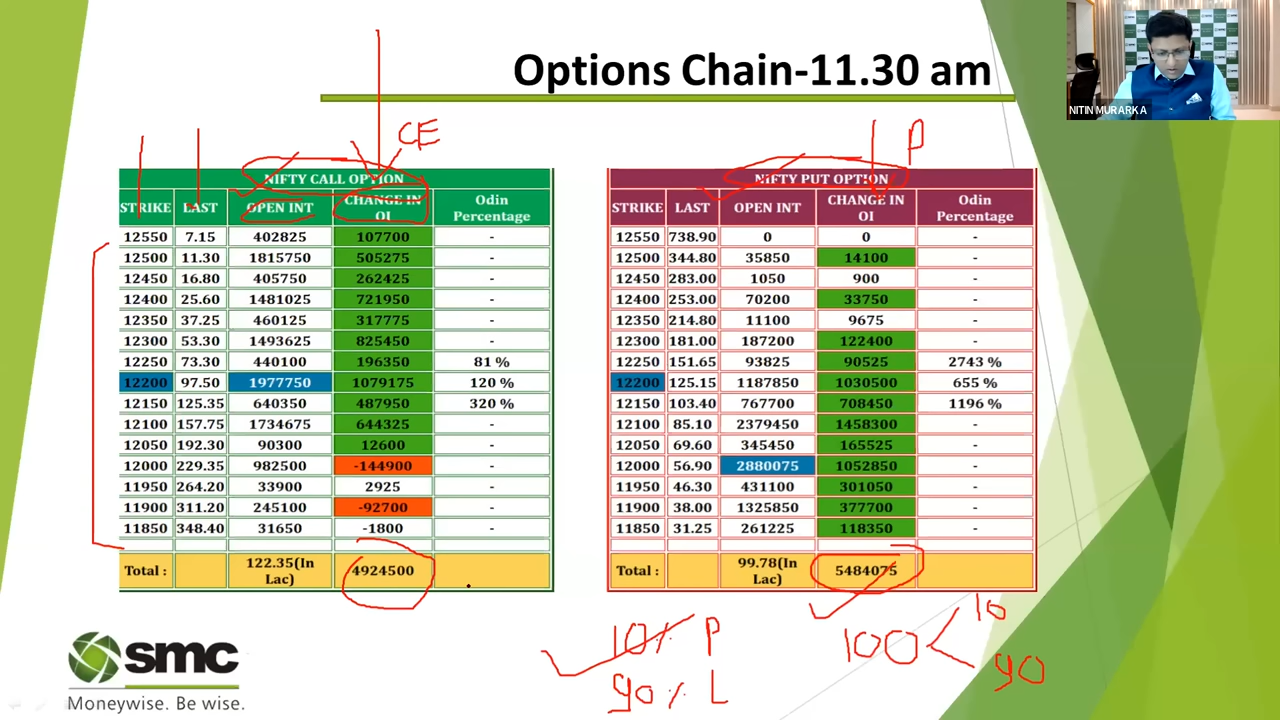 Options Chain-11.30 am
NITIN MURARKA
CE
P
NIFTY CALL OPTION
STRIKE LAST OPEN INT CHANGE IN OI Odin Percentage
12550 7.15 402825 107700 -
12500 11.30 1815750 505275 -
12450 16.80 405750 262425 -
12400 25.60 1481025 721950 -
12350 37.25 460125 317775 -
12300 53.30 1493625 825450 -
12250 73.30 440100 196350 81 %
12200 97.50 1977750 1079175 120 %
12150 125.35 640350 487950 320 %
12100 157.75 1734675 644325 -
12050 192.30 90300 12600 -
12000 229.35 982500 -144900 -
11950 264.20 33900 2925 -
11900 311.20 245100 -92700 -
11850 348.40 31650 -1800 -
Total : 122.35(In Lac) 4924500
NIFTY PUT OPTION
STRIKE LAST OPEN INT CHANGE IN OI Odin Percentage
12550 738.90 0 0 -
12500 344.80 35850 14100 -
12450 283.00 1050 900 -
12400 253.00 70200 33750 -
12350 214.80 11100 9675 -
12300 181.00 187200 122400 -
12250 151.65 93825 90525 2743 %
12200 125.15 1187850 1030500 655 %
12150 103.40 767700 708450 1196 %
12100 85.10 2379450 1458300 -
12050 69.60 345450 165525 -
12000 56.90 2880075 1052850 -
11950 46.30 431100 301050 -
11900 38.00 1325850 377700 -
11850 31.25 261225 118350 -
Total : 99.78(In Lac) 5484075
10% P
90% L
100 10
90
smc
Moneywise. Be wise.